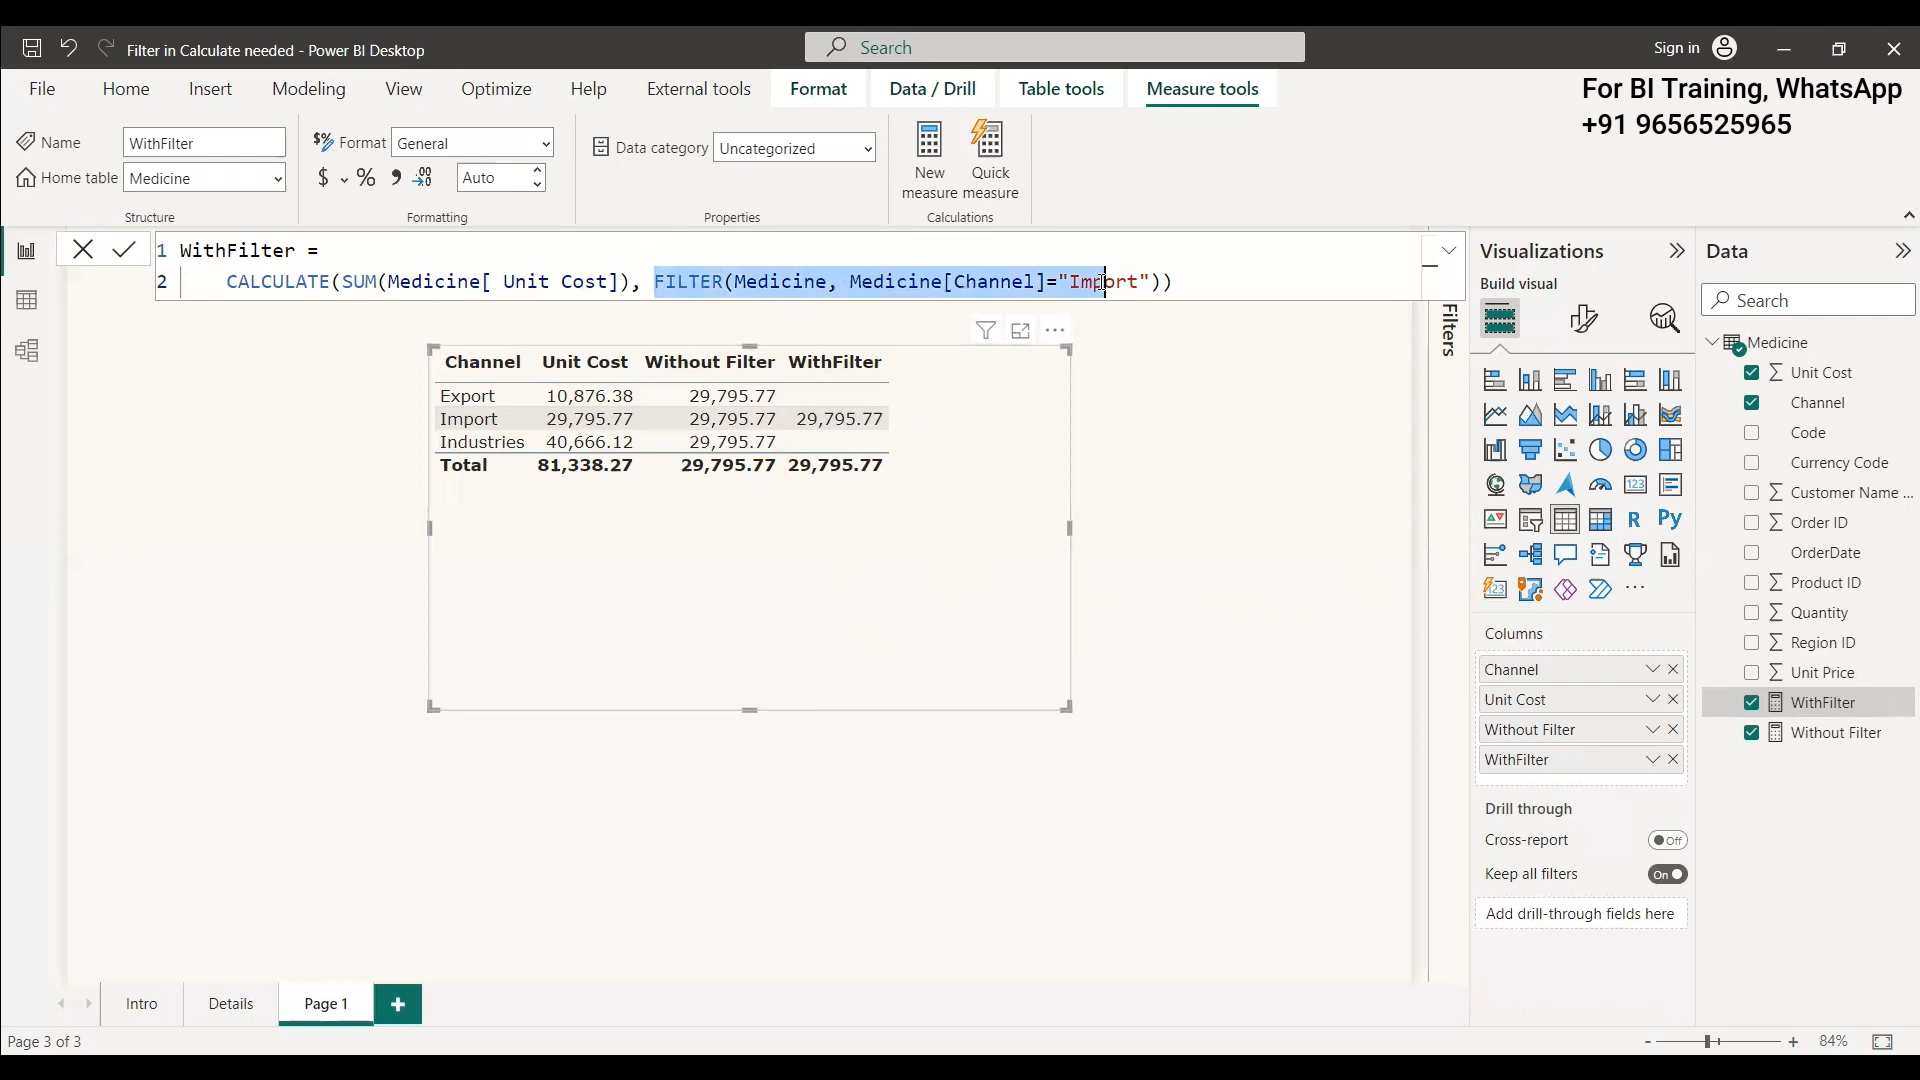 Filter in Calculate needed - Power BI Desktop
Search
Sign in
File
Home
Insert
Modeling
View
Optimize
Help
External tools
Format
Data / Drill
Table tools
Measure tools
For BI Training, WhatsApp
+91 9656525965
Name
WithFilter
Home table
Medicine
Structure
$% Format
General
$
%
Auto
Formatting
Data category
Uncategorized
Properties
New
measure
Quick
measure
Calculations
1 WithFilter =
2 CALCULATE(SUM(Medicine[ Unit Cost]), FILTER(Medicine, Medicine[Channel]="Import"))
Channel Unit Cost Without Filter WithFilter
Export 10,876.38 29,795.77
Import 29,795.77 29,795.77 29,795.77
Industries 40,666.12 29,795.77
Total 81,338.27 29,795.77 29,795.77
Filters
Visualizations
Build visual
123
R
Py
123
Columns
Channel
Unit Cost
Without Filter
WithFilter
Drill through
Cross-report
Off
Keep all filters
On
Add drill-through fields here
Data
Search
Medicine
Unit Cost
Channel
Code
Currency Code
Customer Name ...
Order ID
OrderDate
Product ID
Quantity
Region ID
Unit Price
WithFilter
Without Filter
Intro
Details
Page 1
+
Page 3 of 3
- + 84%